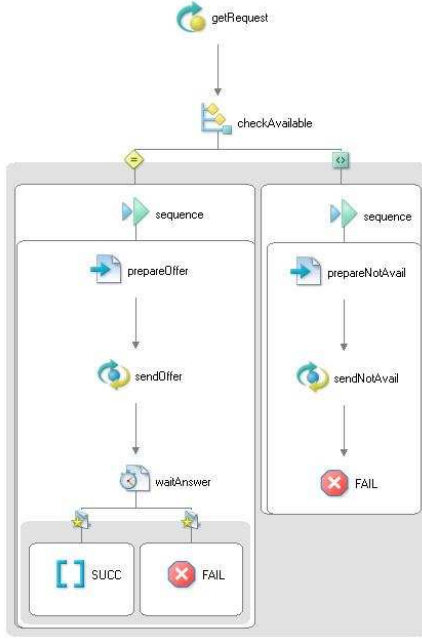 getRequest
checkAvailable
=
<>
sequence
sequence
prepareOffer
prepareNotAvail
sendOffer
sendNotAvail
waitAnswer
FAIL
SUCC
FAIL